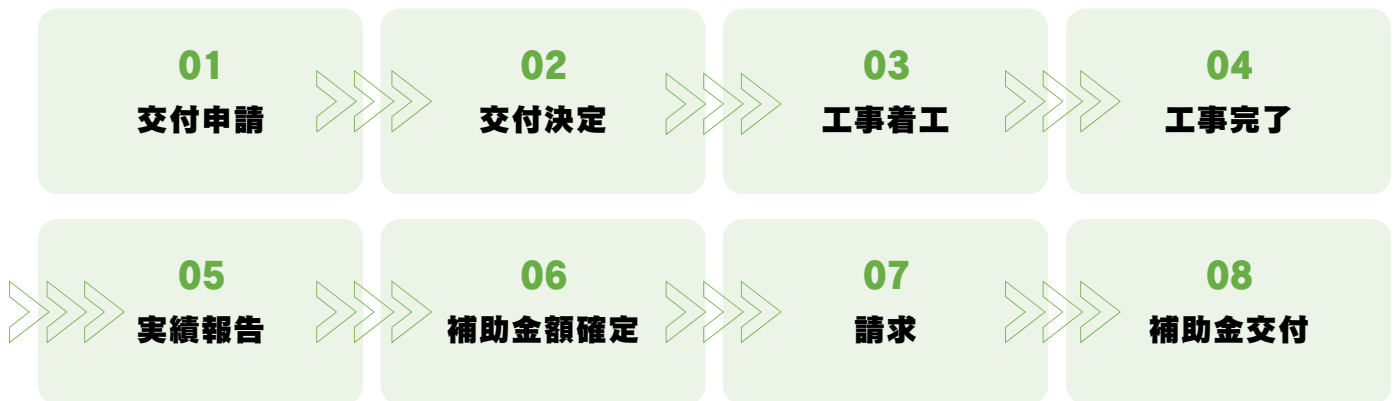 01
交付申請
02
交付決定
03
工事着工
04
工事完了
05
実績報告
06
補助金額確定
07
請求
08
補助金交付